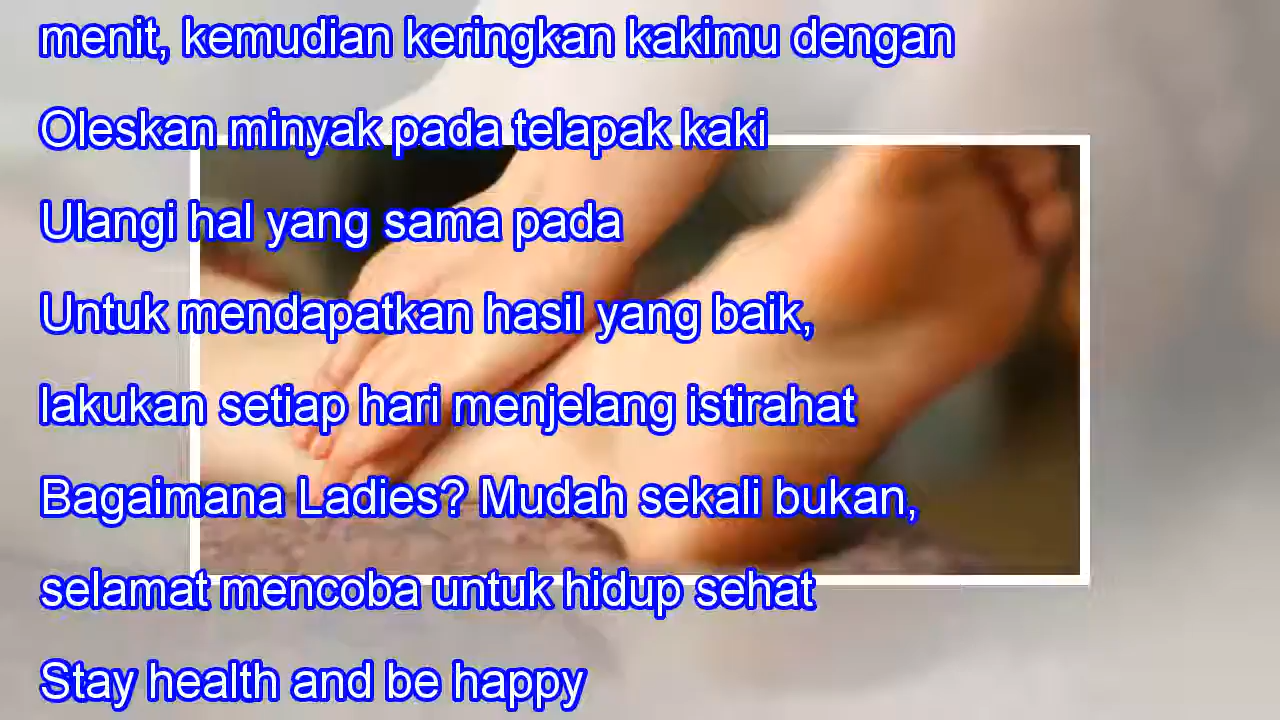 menit, kemudian keringkan kakimu dengan
Oleskan minyak pada telapak kaki
Ulangi hal yang sama pada
Untuk mendapatkan hasil yang baik,
lakukan setiap hari menjelang istirahat
Bagaimana Ladies? Mudah sekali bukan,
selamat mencoba untuk hidup sehat
Stay health and be happy